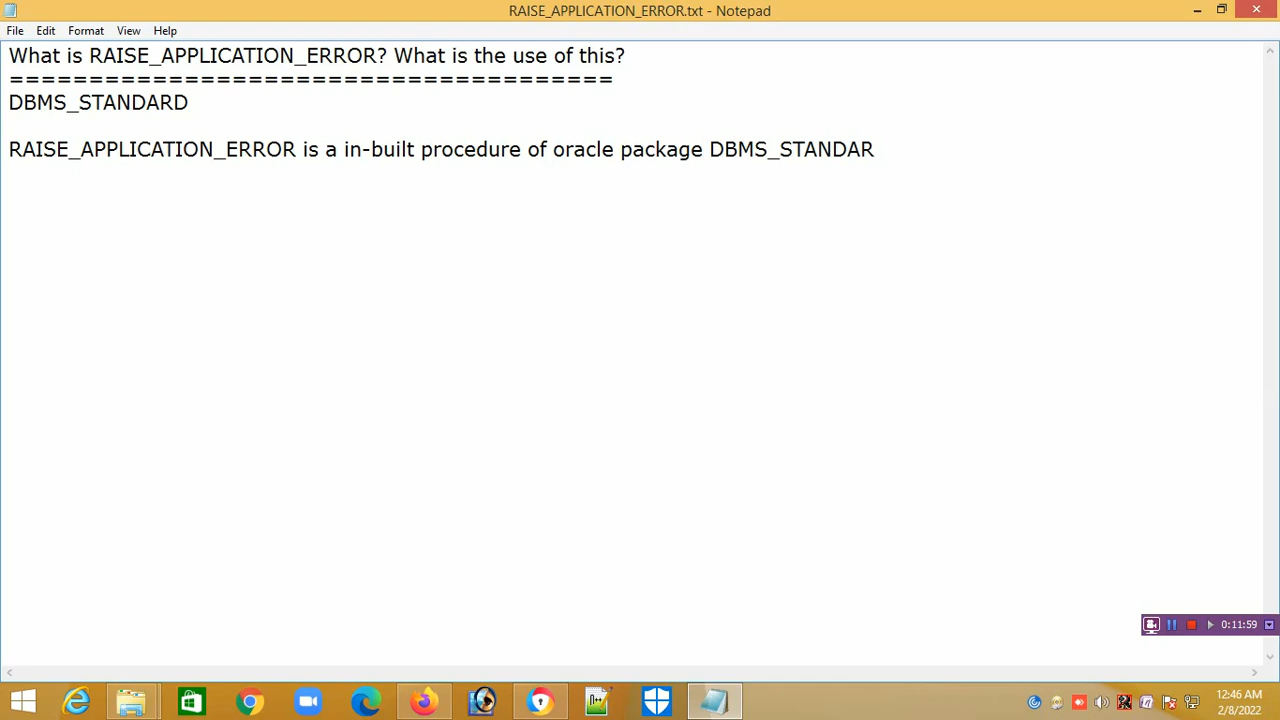 RAISE_APPLICATION_ERROR.txt - Notepad
File Edit Format View Help
What is RAISE_APPLICATION_ERROR? What is the use of this?
======================================
DBMS_STANDARD
RAISE_APPLICATION_ERROR is a in-built procedure of oracle package DBMS_STANDAR
0:11:59
12:46 AM
2/8/2022